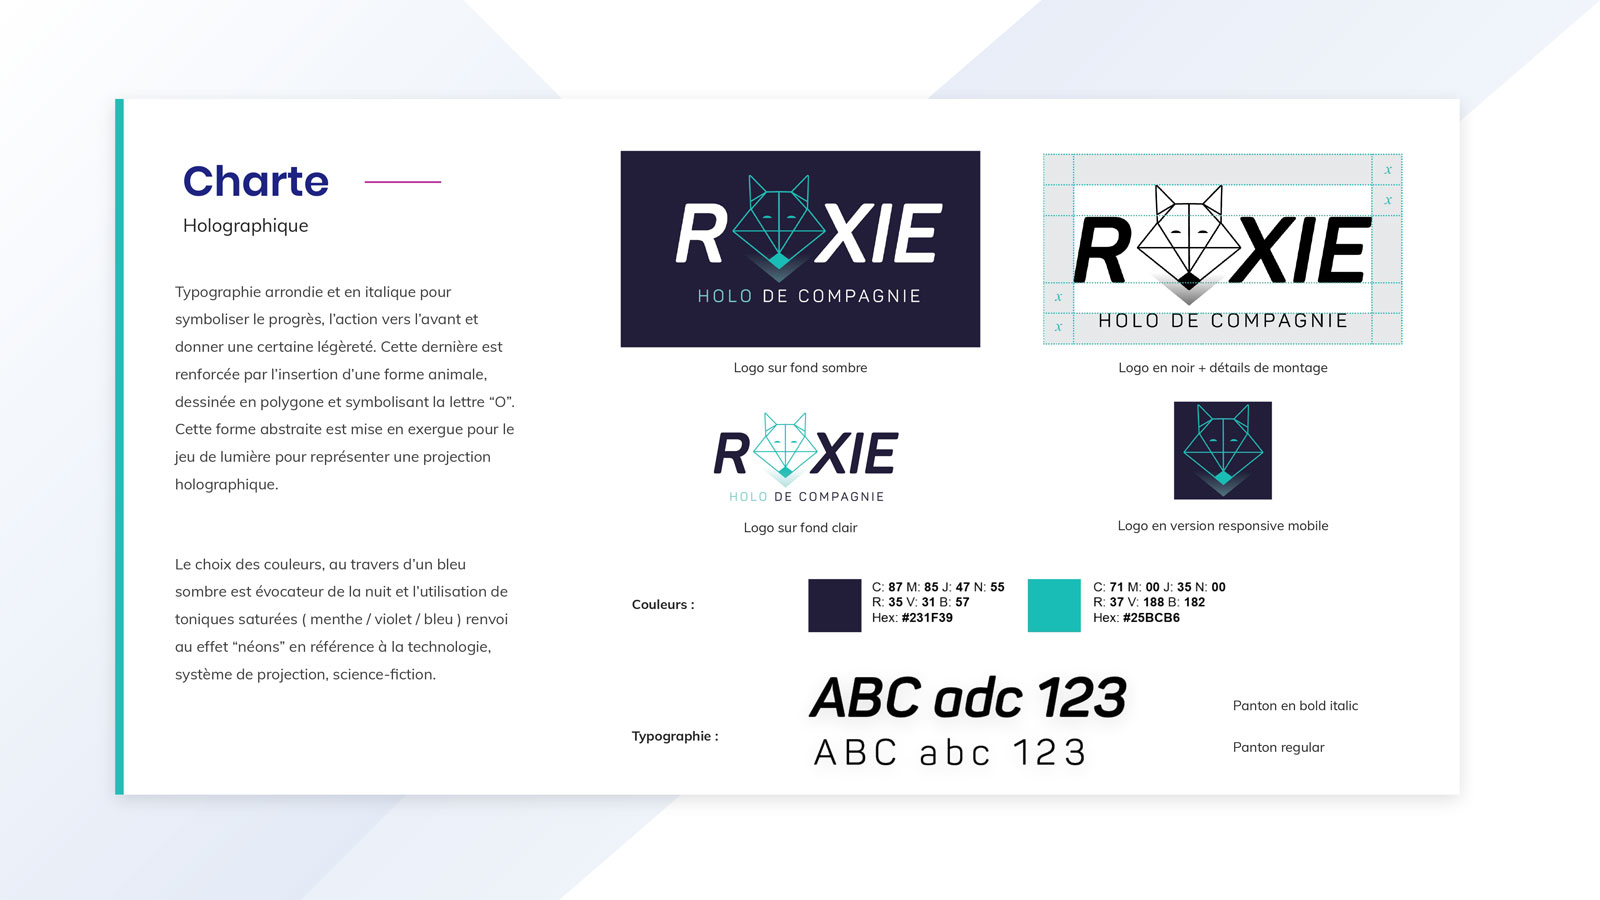 Charte
Holographique
Typographie arrondie et en italique pour
symboliser le progrès, l’action vers l’avant et
donner une certaine légèreté. Cette dernière est
renforcée par l’insertion d’une forme animale,
dessinée en polygone et symbolisant la lettre “O”.
Cette forme abstraite est mise en exergue pour le
jeu de lumière pour représenter une projection
holographique.
Le choix des couleurs, au travers d’un bleu
sombre est évocateur de la nuit et l’utilisation de
toniques saturées ( menthe / violet / bleu ) renvoi
au effet “néons” en référence à la technologie,
système de projection, science-fiction.
R XIE
HOLO DE COMPAGNIE
Logo sur fond sombre
x
x
R XIE
x
x
HOLO DE COMPAGNIE
Logo en noir + détails de montage
R XIE
HOLO DE COMPAGNIE
Logo sur fond clair
Logo en version responsive mobile
Couleurs :
C: 87 M: 85 J: 47 N: 55
R: 35 V: 31 B: 57
Hex: #231F39
C: 71 M: 00 J: 35 N: 00
R: 37 V: 188 B: 182
Hex: #25BCB6
Typographie :
ABC adc 123
Panton en bold italic
ABC abc 123
Panton regular